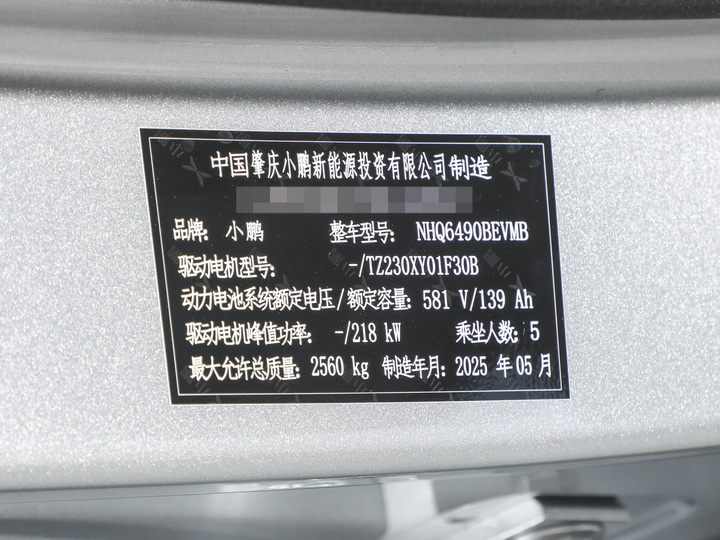 中国肇庆小鹏新能源投资有限公司制造
品牌: 小鹏 整车型号: NHQ6490BEVMB
驱动电机型号: -/TZ230XY01F30B
动力电池系统额定电压/额定容量: 581 V/139 Ah
驱动电机峰值功率: -/218 kW 乘坐人数: 5
最大允许总质量: 2560 kg 制造年月: 2025 年 05 月